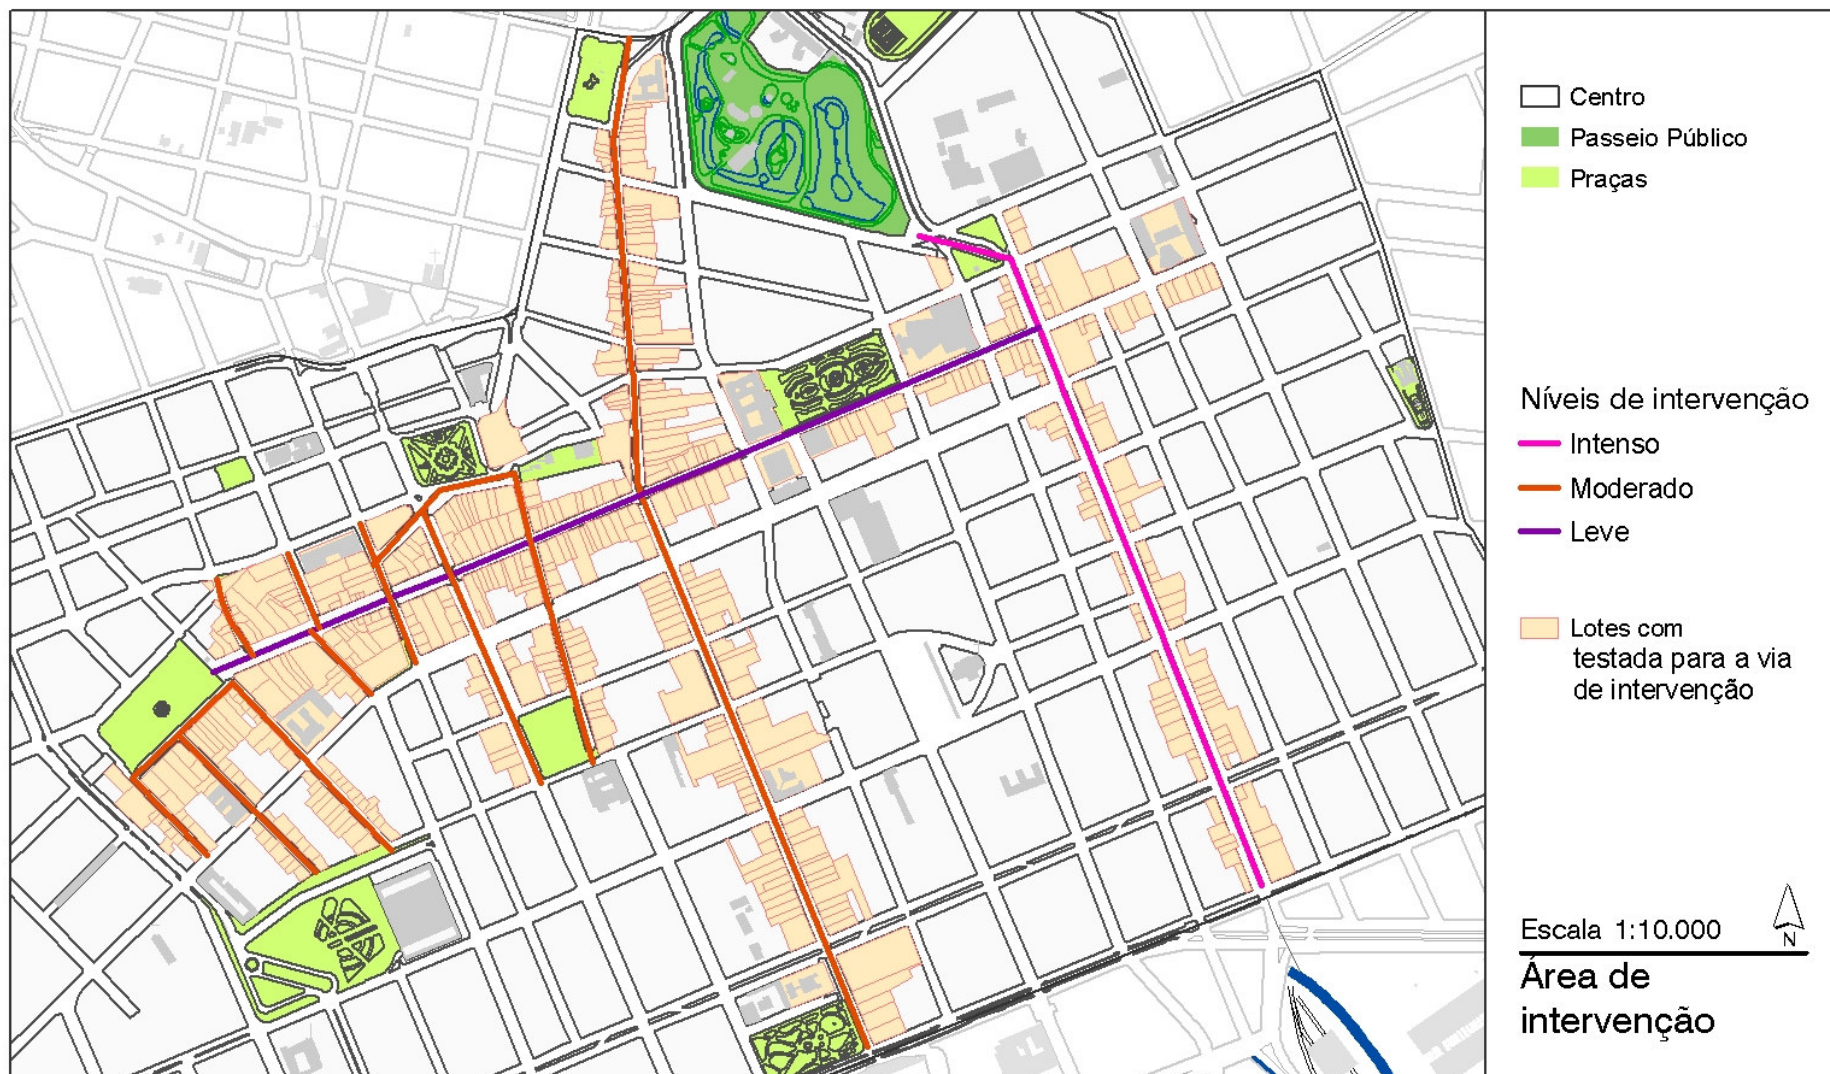 Centro
Passeio Público
Praças
Níveis de intervenção
Intenso
Moderado
Leve
Lotes com
testada para a via
de intervenção
Escala 1:10.000
N
Área de
intervenção